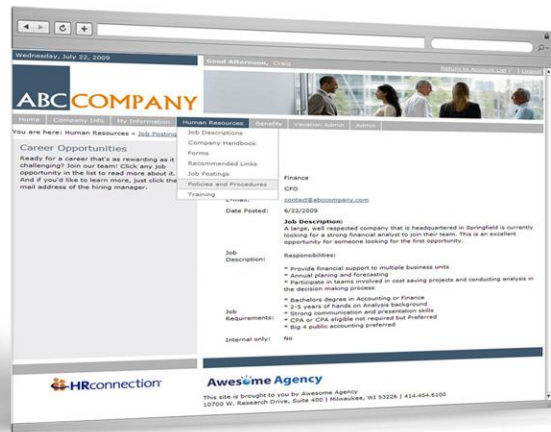 Wednesday, July 22, 2009
Good Afternoon, Craig
Return to Account List | Logout
ABC COMPANY
Home
Company Info
My Information
Human Resources
Benefits
Vacation Admin
Admin
You are here: Human Resources » Job Posting
Job Descriptions
Company Handbook
Forms
Recommended Links
Job Postings
Policies and Procedures
Training
Career Opportunities
Ready for a career that's as rewarding as it
challenging? Join our team! Click any job
opportunity in the list to read more about it.
And if you'd like to learn more, just click the
mail address of the hiring manager.
Finance
CFO
contact@abccompany.com
Date Posted: 6/22/2009
Job Description:
A large, well respected company that is headquartered in Springfield is currently
looking for a strong financial analyst to join their team. This is an excellent
opportunity for someone looking for the first opportunity.
Job
Description:
Responsibilities:
* Provide financial support to multiple business units
* Annual planing and forecasting
* Participate in teams involved in cost saving projects and conducting analysis in
the decision making process
Job
Requirements:
* Bachelors degree in Accounting or Finance
* 2-5 years of hands on Analysis background
* Strong communication and presentation skills
* CPA or CPA eligible not required but Preferred
* Big 4 public accounting preferred
Internal only: No
HRconnection
Awesome Agency
This site is brought to you by Awesome Agency
10700 W. Research Drive, Suite 400 | Milwaukee, WI 53226 | 414.454.6100